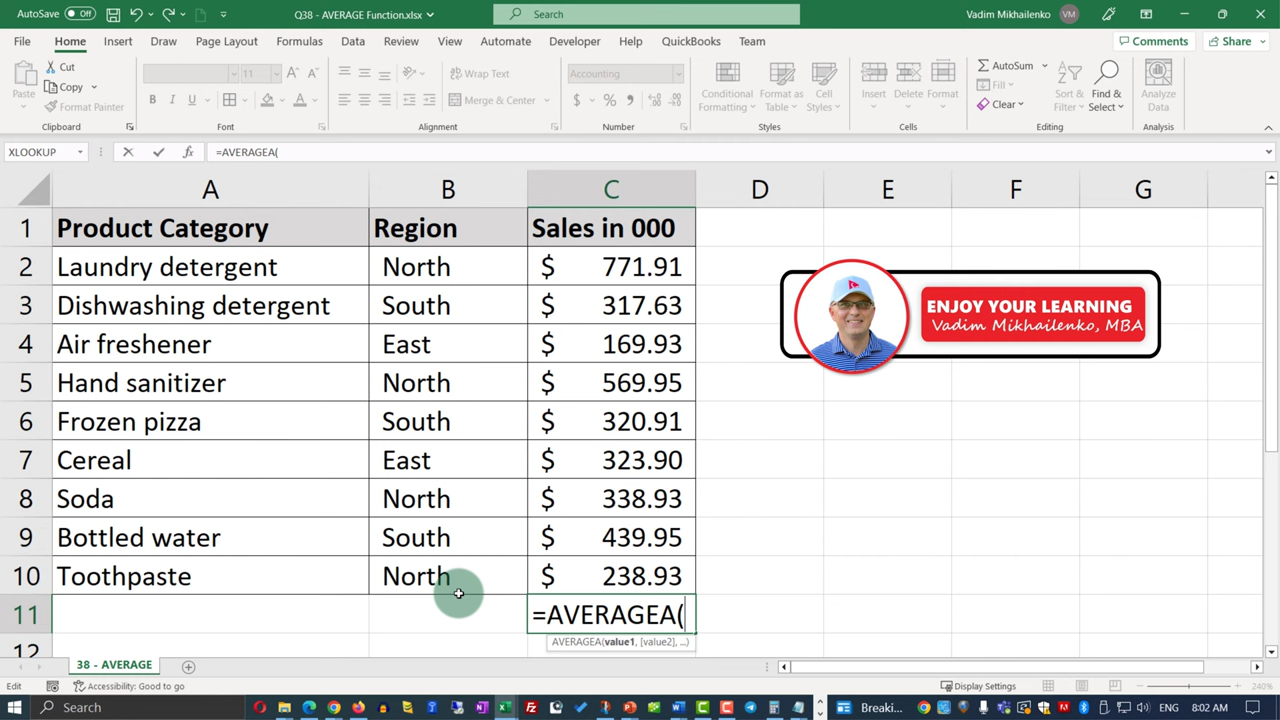 AutoSave Off Q38 - AVERAGE Function.xlsx Search Vadim Mikhailenko VM
File Home Insert Draw Page Layout Formulas Data Review View Automate Developer Help QuickBooks Team Comments Share
Paste Cut Copy Format Painter 11 Wrap Text Merge & Center Accounting $ % Conditional Formatting Format as Table Cell Styles Insert Delete Format AutoSum Fill Clear Sort & Filter Find & Select Analyze Data
Clipboard Font Alignment Number Styles Cells Editing Analysis
XLOOKUP fx =AVERAGEA(
A B C D E F G
1 Product Category Region Sales in 000
2 Laundry detergent North $ 771.91
3 Dishwashing detergent South $ 317.63
4 Air freshener East $ 169.93
5 Hand sanitizer North $ 569.95
6 Frozen pizza South $ 320.91
7 Cereal East $ 323.90
8 Soda North $ 338.93
9 Bottled water South $ 439.95
10 Toothpaste North $ 238.93
11 =AVERAGEA(
AVERAGEA(value1, [value2], ...)
12
ENJOY YOUR LEARNING
Vadim Mikhailenko, MBA
38 - AVERAGE
Edit Accessibility: Good to go Display Settings 240%
Search Breaki... ENG 8:02 AM